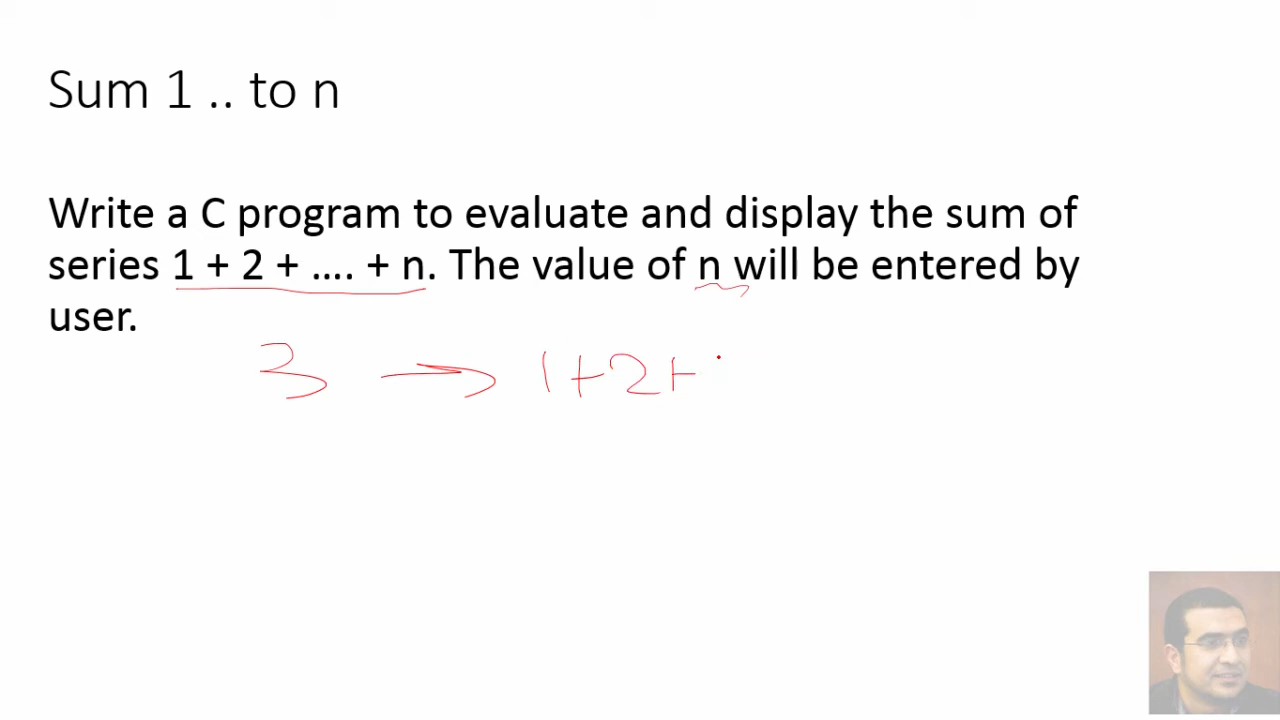 Sum 1 .. to n
Write a C program to evaluate and display the sum of
series 1 + 2 + .... + n. The value of n will be entered by
user.
3 → 1+2+